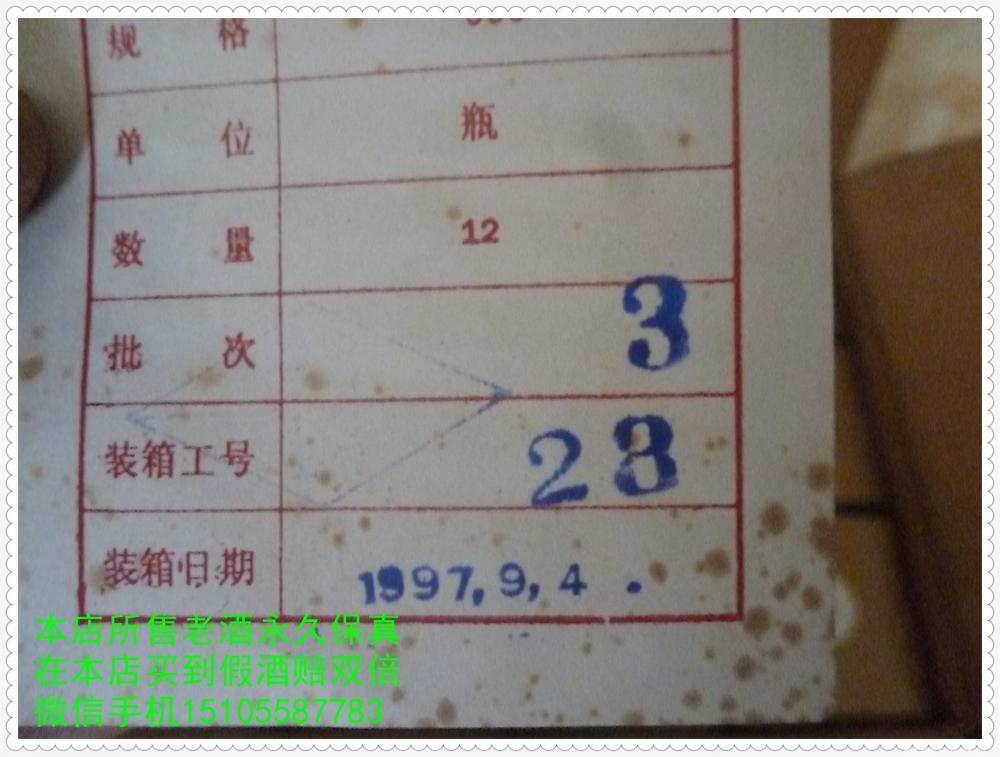 规格
单位 瓶
数量 12
批次 3
装箱工号 28
装箱日期 1997.9.4.
本店所售老酒永久保真
在本店买到假酒赔双倍
微信手机15105587783